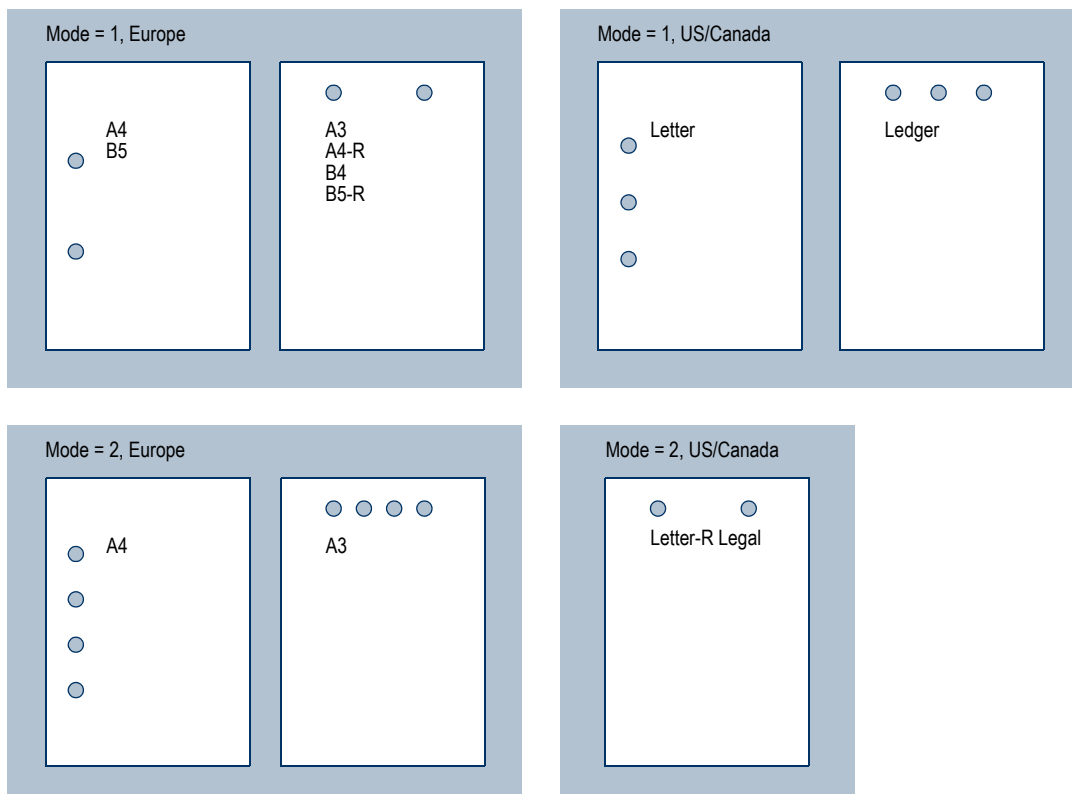 Mode = 1, Europe
A4
B5
A3
A4-R
B4
B5-R
Mode = 1, US/Canada
Letter
Ledger
Mode = 2, Europe
A4
A3
Mode = 2, US/Canada
Letter-R Legal